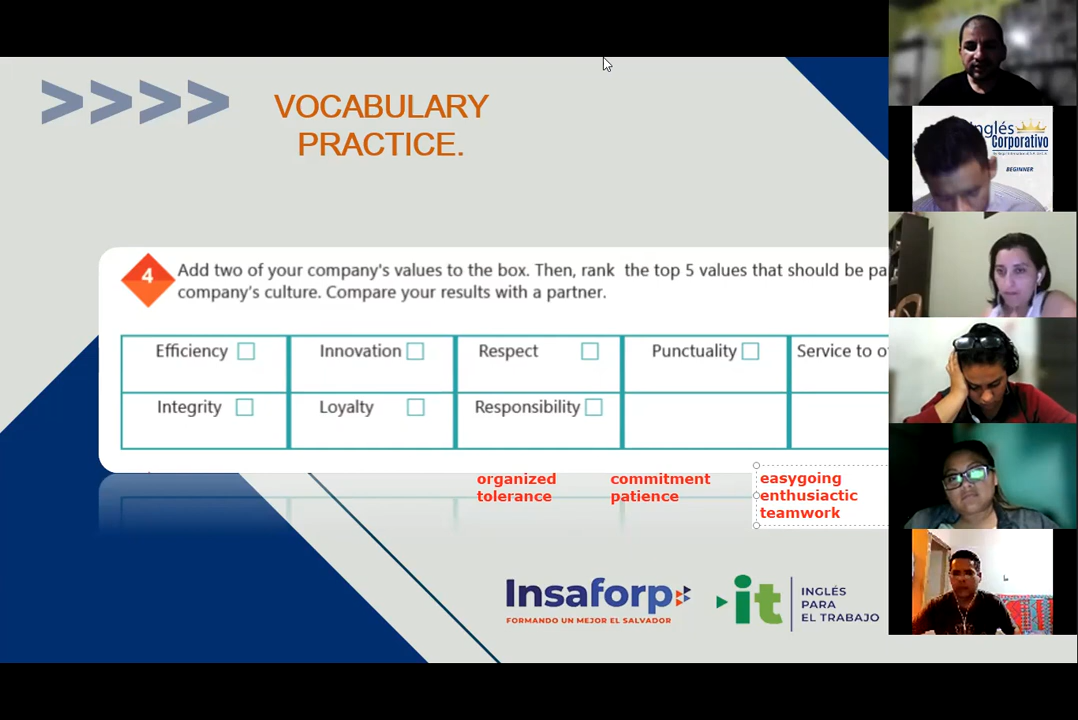 >>>> VOCABULARY
PRACTICE.
4
Add two of your company's values to the box. Then, rank the top 5 values that should be pa
company's culture. Compare your results with a partner.
Efficiency Innovation Respect Punctuality Service to o
Integrity Loyalty Responsibility
organized commitment easygoing
tolerance patience enthusiactic
teamwork
Insaforp
FORMANDO UN MEJOR EL SALVADOR
it
INGLÉS
PARA
EL TRABAJO
Inglés
Corporativo
BEGINNER